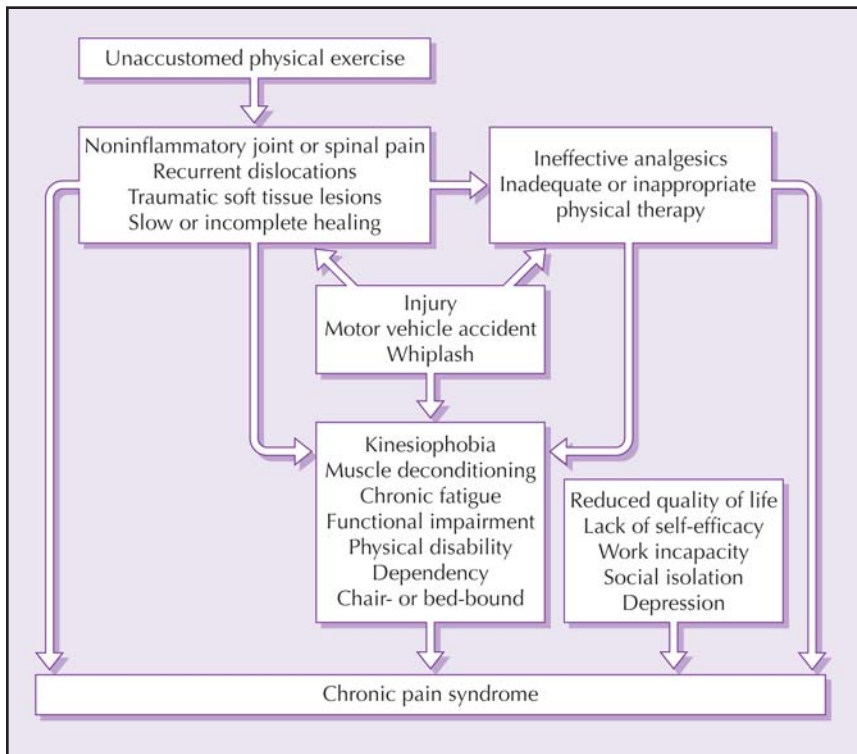 Unaccustomed physical exercise
Noninflammatory joint or spinal pain
Recurrent dislocations
Traumatic soft tissue lesions
Slow or incomplete healing
Ineffective analgesics
Inadequate or inappropriate
physical therapy
Injury
Motor vehicle accident
Whiplash
Kinesiophobia
Muscle deconditioning
Chronic fatigue
Functional impairment
Physical disability
Dependency
Chair- or bed-bound
Reduced quality of life
Lack of self-efficacy
Work incapacity
Social isolation
Depression
Chronic pain syndrome